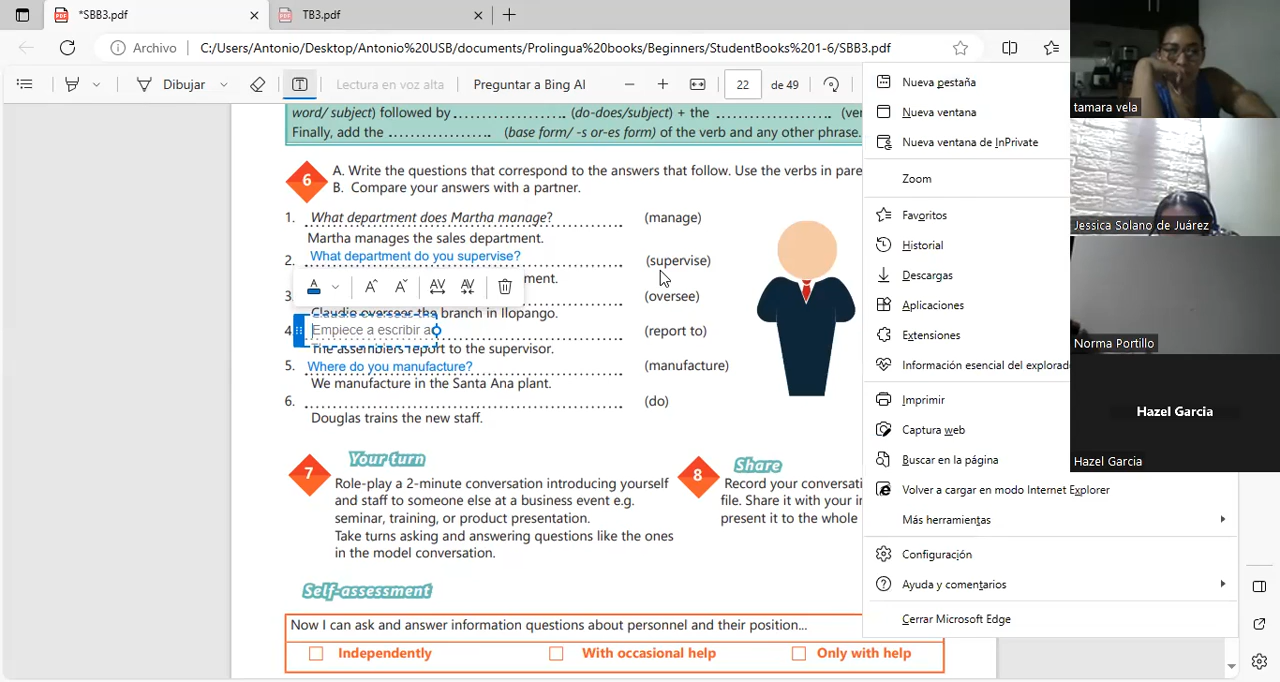 *SBB3.pdf
TB3.pdf
Archivo
C:/Users/Antonio/Desktop/Antonio%20USB/documents/Prolingua%20books/Beginners/StudentBooks%201-6/SBB3.pdf
Dibujar
Lectura en voz alta
Preguntar a Bing AI
22
de 49
word/ subject) followed by (do-does/subject) + the
Finally, add the (base form/ -s or-es form) of the verb and any other phrase.
6
A. Write the questions that correspond to the answers that follow. Use the verbs in
B. Compare your answers with a partner.
1. What department does Martha manage? (manage)
Martha manages the sales department.
2. What department do you supervise? (supervise)
3. (oversee)
Claudio oversees the branch in Ilopango.
4. Empiece a escribir a (report to)
The assemblers report to the supervisor.
5. Where do you manufacture? (manufacture)
We manufacture in the Santa Ana plant.
6. (do)
Douglas trains the new staff.
7 Your turn
Role-play a 2-minute conversation introducing yourself
and staff to someone else at a business event e.g.
seminar, training, or product presentation.
Take turns asking and answering questions like the ones
in the model conversation.
8 Share
Record your
file. Share it with your
present it to the whole
Self-assessment
Now I can ask and answer information questions about personnel and their position...
Independently
With occasional help
Only with help
Nueva pestaña
Nueva ventana
Nueva ventana de InPrivate
Zoom
Favoritos
Historial
Descargas
Aplicaciones
Extensiones
Información esencial del
Imprimir
Captura web
Buscar en la página
Volver a cargar en modo Internet Explorer
Más herramientas
Configuración
Ayuda y comentarios
Cerrar Microsoft Edge
tamara vela
Jessica Solano de Juárez
Norma Portillo
Hazel Garcia
Hazel Garcia